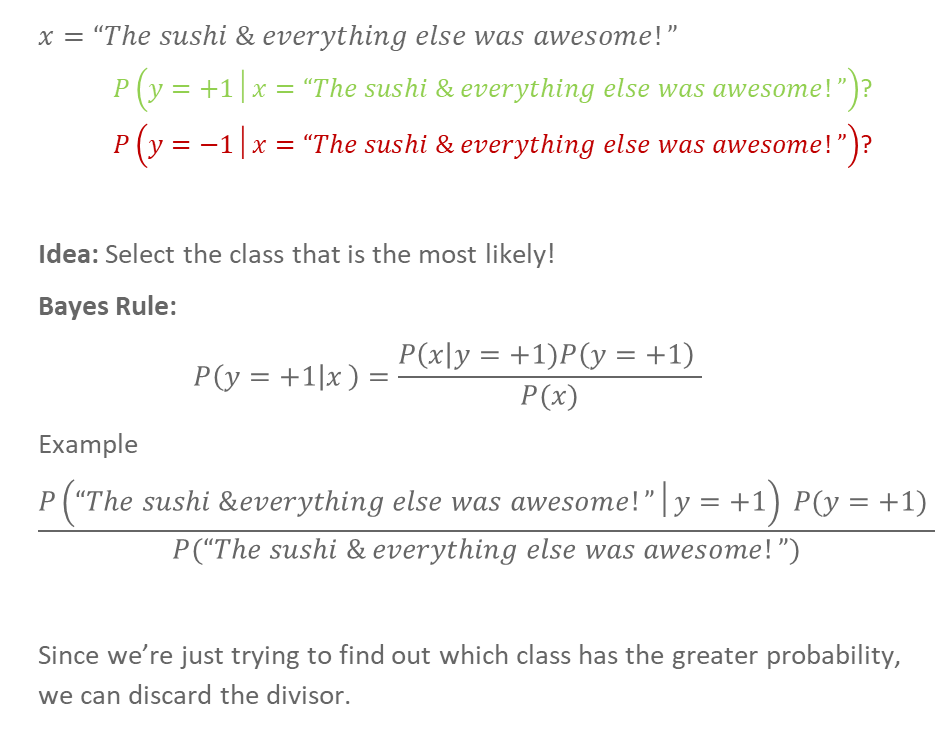 x = “The sushi & everything else was awesome!”
P(y = +1|x = “The sushi & everything else was awesome!”)?
P(y = −1|x = “The sushi & everything else was awesome!”)?
Idea: Select the class that is the most likely!
Bayes Rule:
P(y = +1|x) = P(x|y = +1)P(y = +1)
P(x)
Example
P(“The sushi &everything else was awesome!”|y = +1) P(y = +1)
P(“The sushi & everything else was awesome!”)
Since we’re just trying to find out which class has the greater probability,
we can discard the divisor.